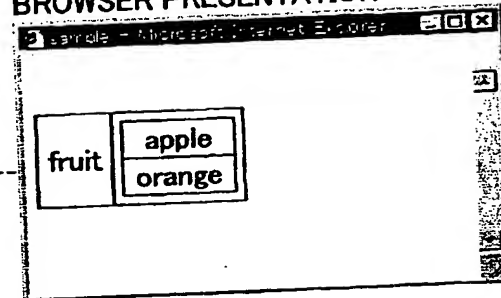 BROWSER PRESENTATION
sample - Microsoft Internet Explorer
fruit
apple
orange